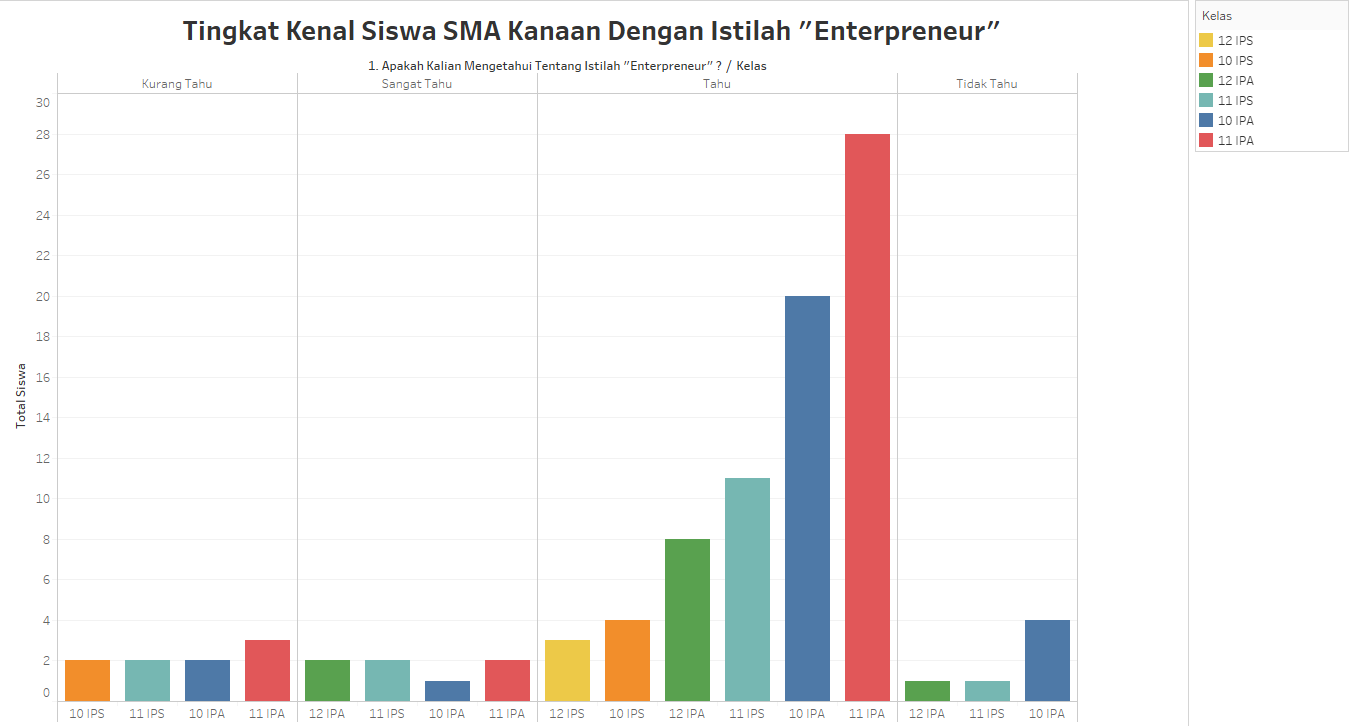 Tingkat Kenal Siswa SMA Kanaan Dengan Istilah "Enterpreneur"
1. Apakah Kalian Mengetahui Tentang Istilah "Enterpreneur" ? / Kelas
Kurang Tahu
Sangat Tahu
Tahu
Tidak Tahu
30
28
26
24
22
20
18
16
14
12
10
8
6
4
2
0
Total Siswa
10 IPS
11 IPS
10 IPA
11 IPA
12 IPA
11 IPS
10 IPA
11 IPA
12 IPS
10 IPS
12 IPA
11 IPS
10 IPA
11 IPA
12 IPA
11 IPS
10 IPA
Kelas
12 IPS
10 IPS
12 IPA
11 IPS
10 IPA
11 IPA